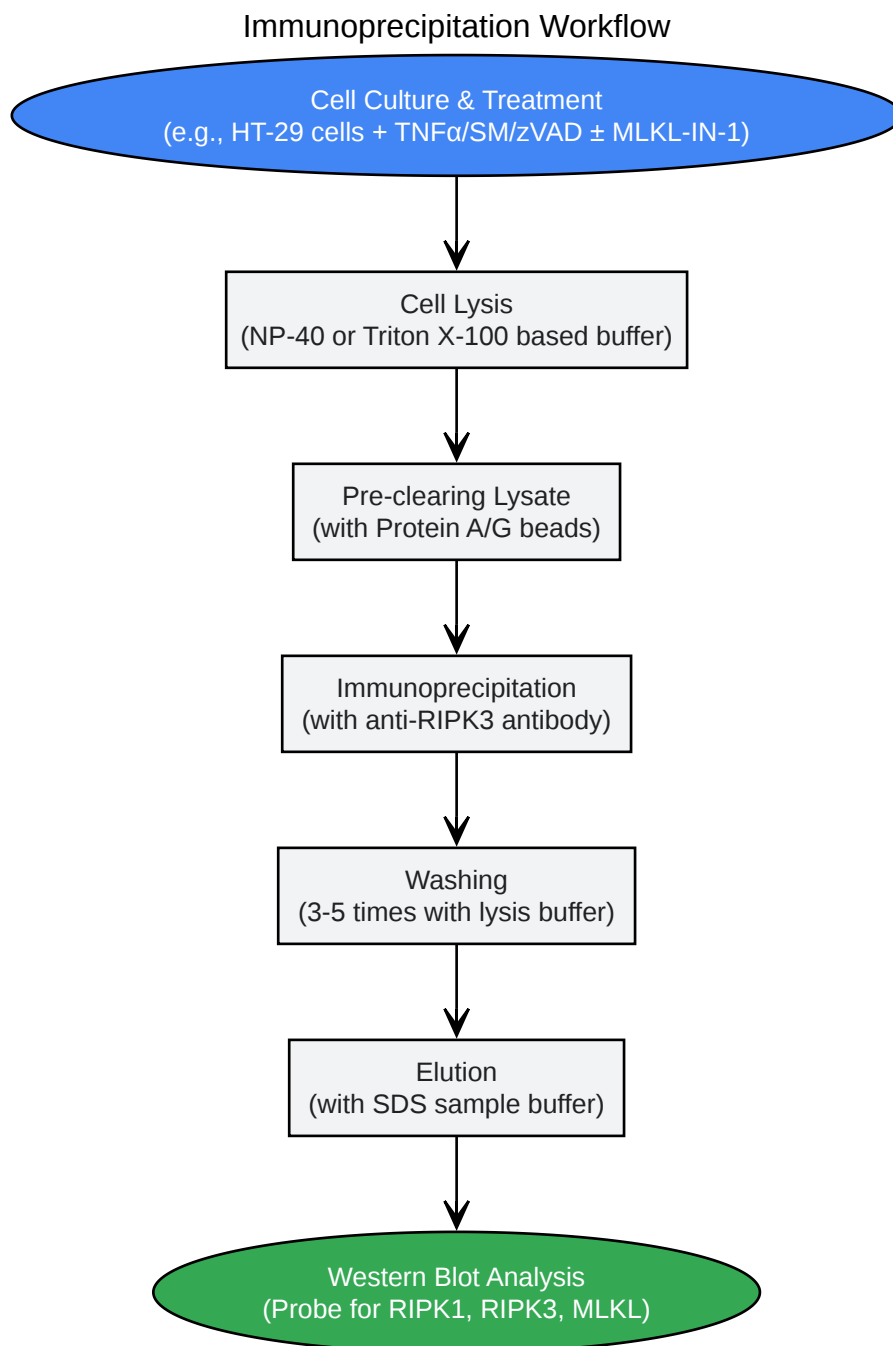 Immunoprecipitation Workflow
Cell Culture & Treatment
(e.g., HT-29 cells + TNFα/SM/zVAD ± MLKL-IN-1)
Cell Lysis
(NP-40 or Triton X-100 based buffer)
Pre-clearing Lysate
(with Protein A/G beads)
Immunoprecipitation
(with anti-RIPK3 antibody)
Washing
(3-5 times with lysis buffer)
Elution
(with SDS sample buffer)
Western Blot Analysis
(Probe for RIPK1, RIPK3, MLKL)